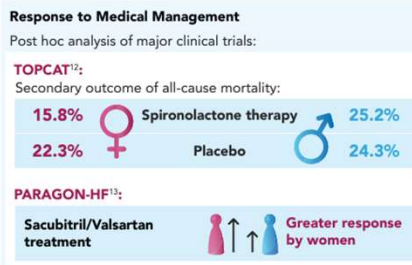 Response to Medical Management
Post hoc analysis of major clinical trials:
TOPCAT¹²:
Secondary outcome of all-cause mortality:
15.8% Spironolactone therapy 25.2%
22.3% Placebo 24.3%
PARAGON-HF¹³:
Sacubitril/Valsartan Greater response
treatment by women